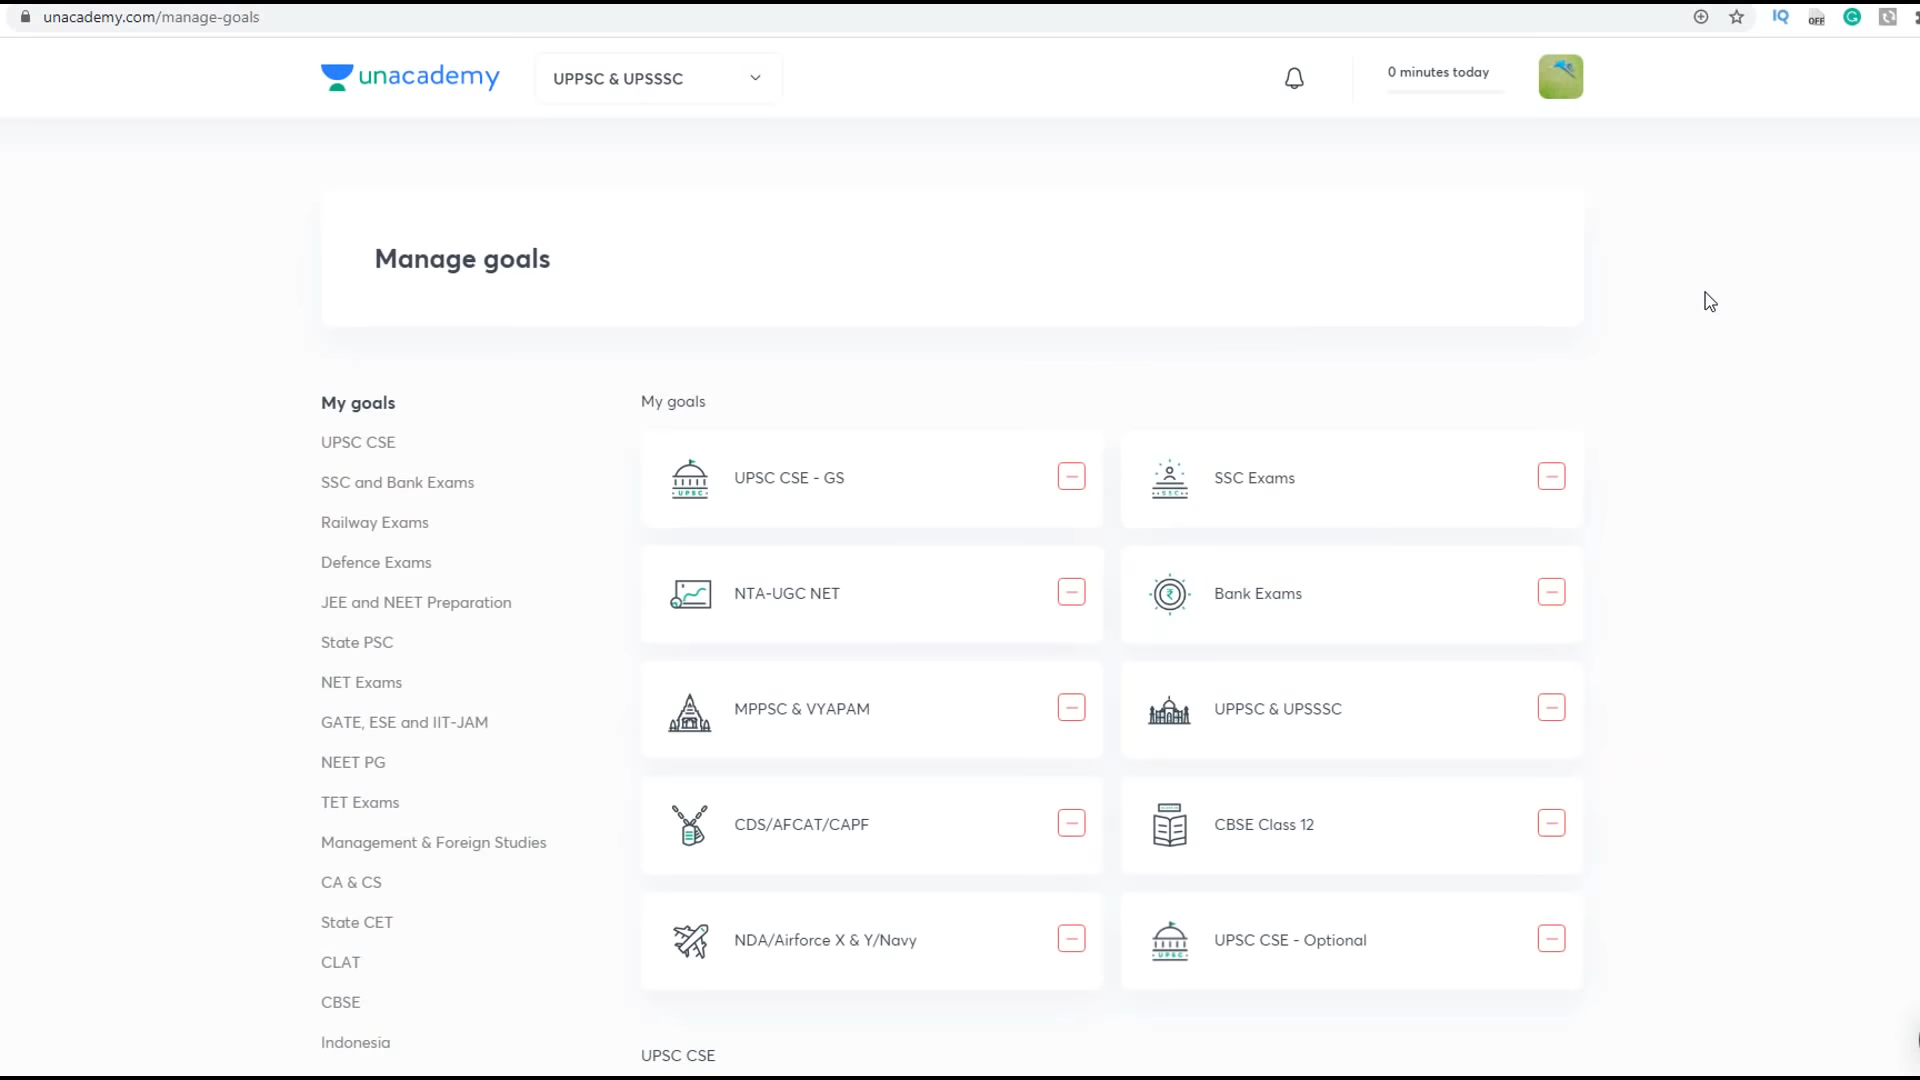 unacademy.com/manage-goals
IQ
OFF
unacademy
UPPSC & UPSSSC
0 minutes today
Manage goals
My goals
UPSC CSE
SSC and Bank Exams
Railway Exams
Defence Exams
JEE and NEET Preparation
State PSC
NET Exams
GATE, ESE and IIT-JAM
NEET PG
TET Exams
Management & Foreign Studies
CA & CS
State CET
CLAT
CBSE
Indonesia
My goals
UPSC
UPSC CSE - GS
SSC
SSC Exams
NTA-UGC NET
₹
Bank Exams
MPPSC & VYAPAM
UPPSC & UPSSSC
CDS/AFCAT/CAPF
CBSE Class 12
NDA/Airforce X & Y/Navy
UPSC
UPSC CSE - Optional
UPSC CSE